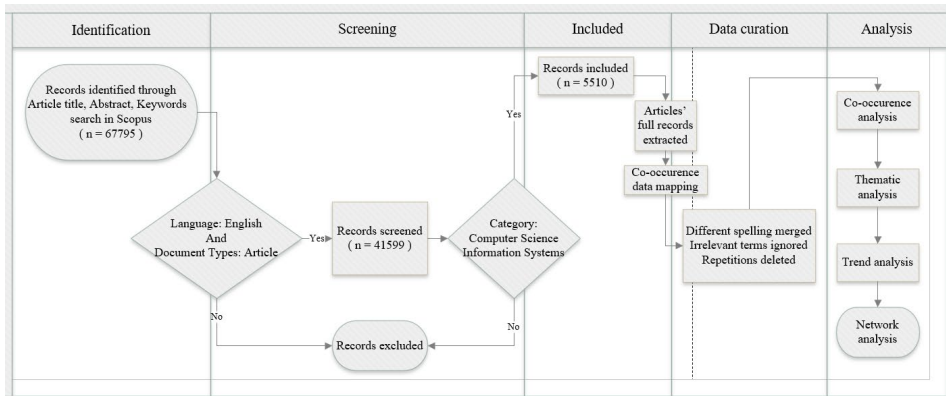 Identification
Screening
Included
Data curation
Analysis
Records identified through
Article title, Abstract, Keywords
search in Scopus
( n = 67795 )
Language: English
And
Document Types: Article
Yes
No
Records screened
( n = 41599 )
Category:
Computer Science
Information Systems
Yes
No
Records excluded
Records included
( n = 5510 )
Articles'
full records
extracted
Co-occurence
data mapping
Different spelling merged
Irrelevant terms ignored
Repetitions deleted
Co-occurence
analysis
Thematic
analysis
Trend analysis
Network
analysis